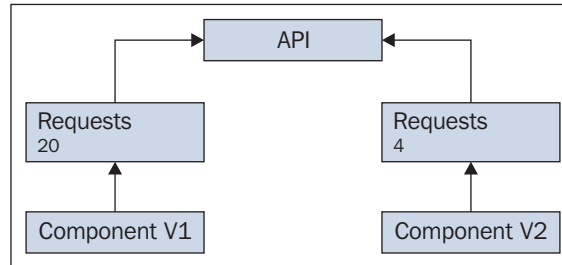 API
Requests
20
Requests
4
Component V1
Component V2